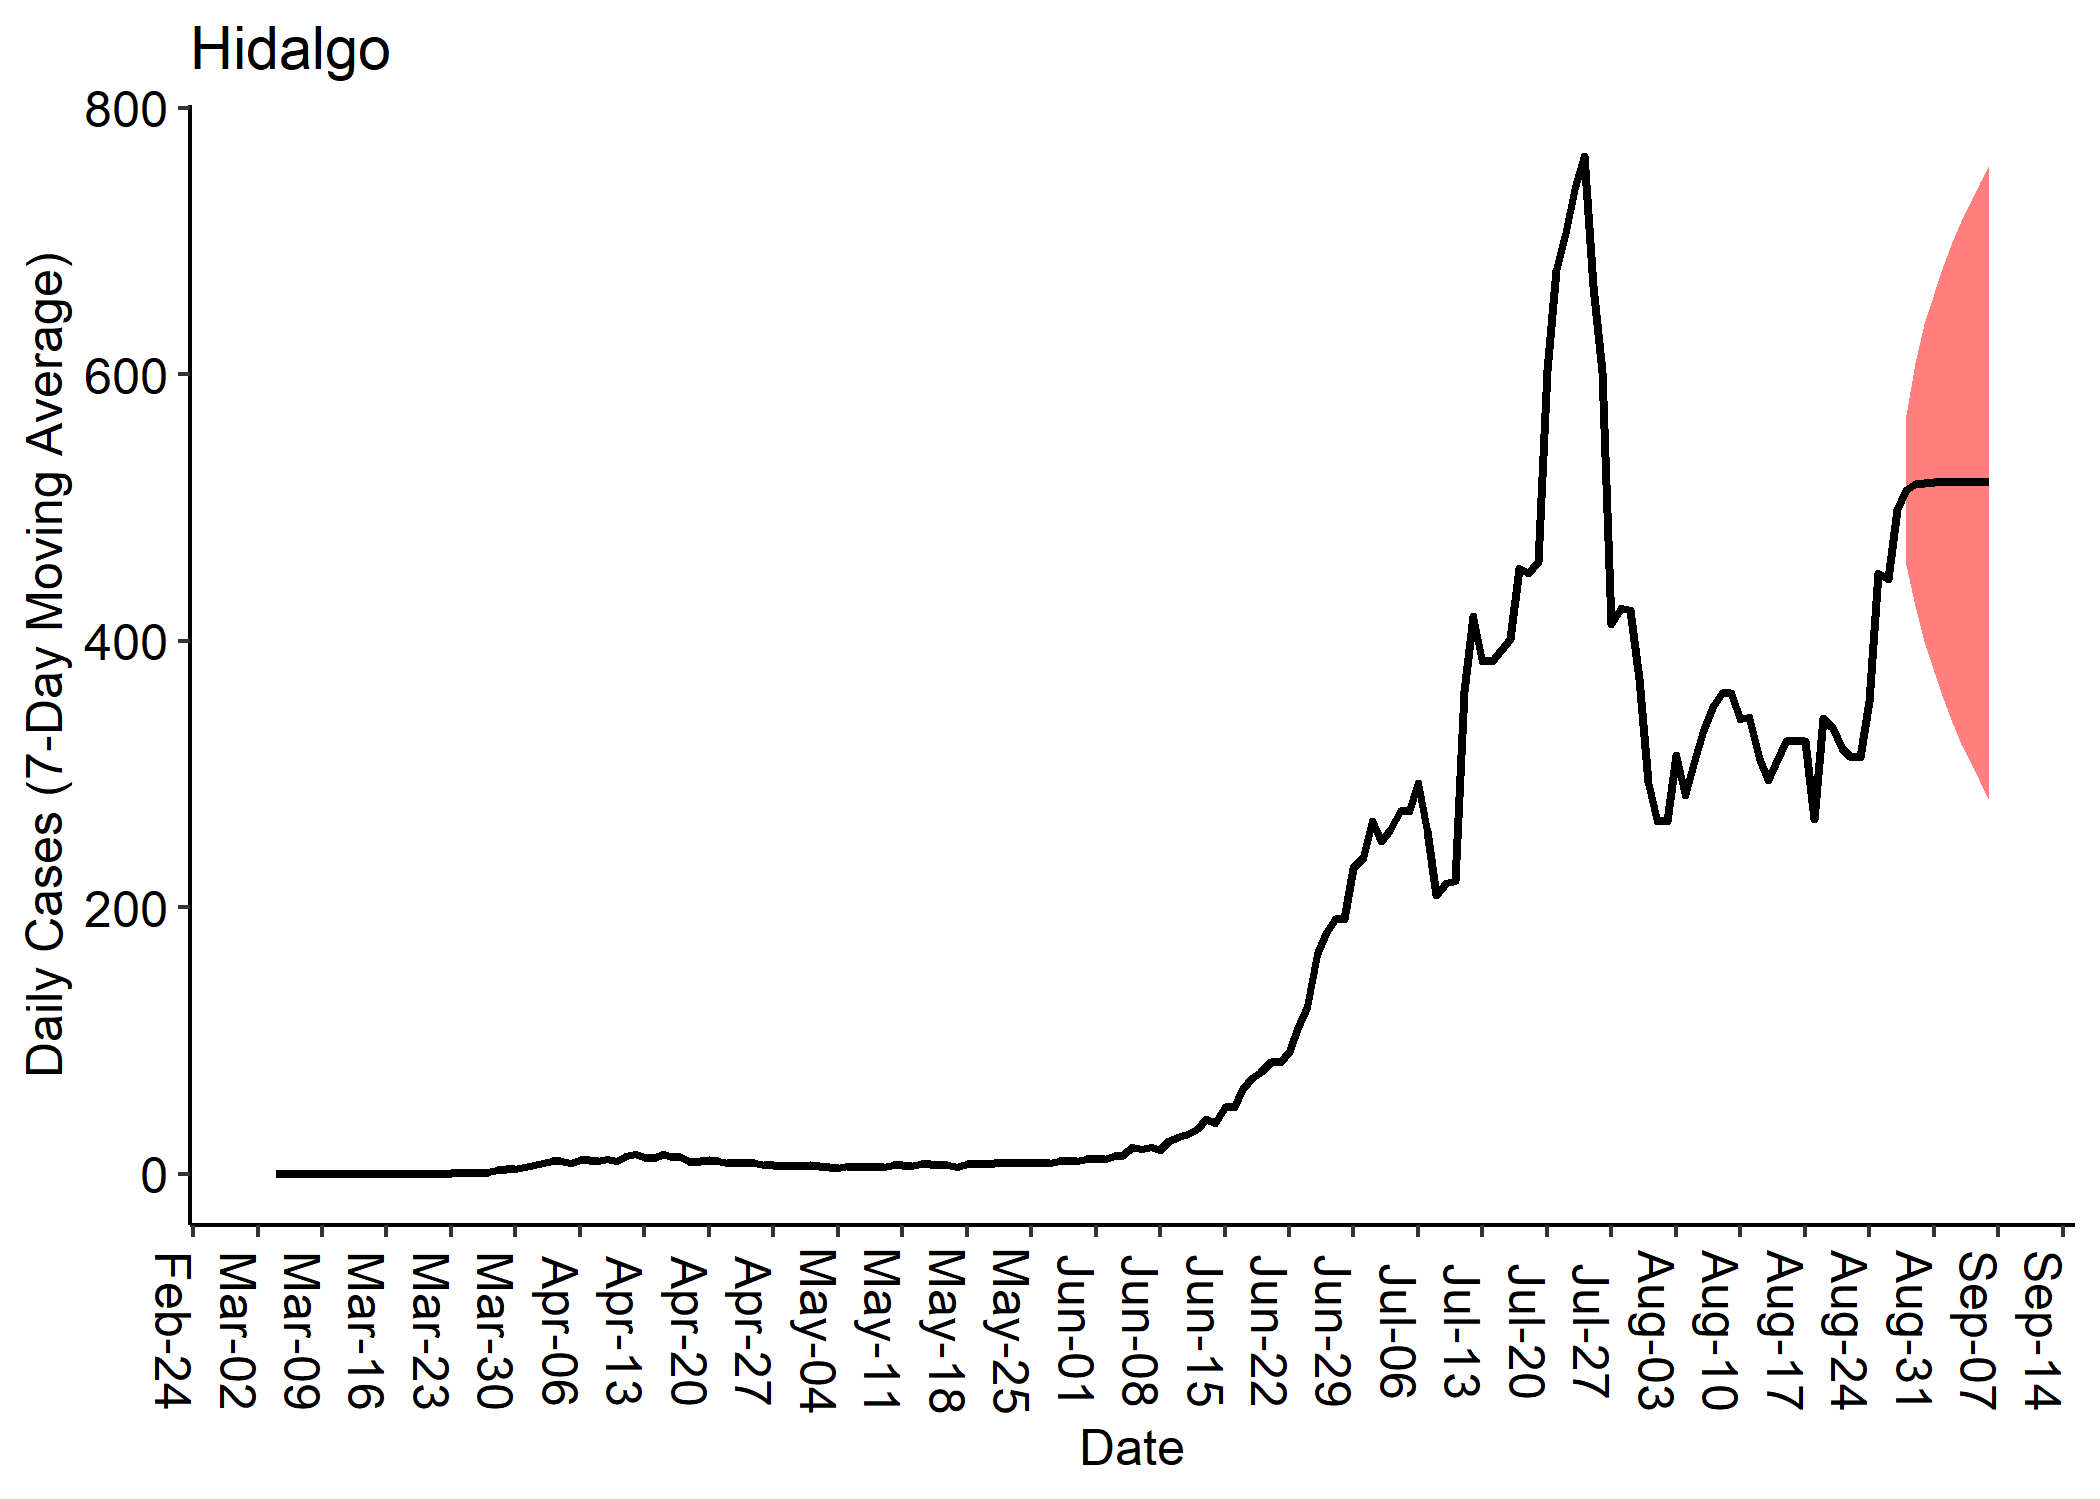 Hidalgo
800
600
400
200
0
Daily Cases (7-Day Moving Average)
Feb-24
Mar-02
Mar-09
Mar-16
Mar-23
Mar-30
Apr-06
Apr-13
Apr-20
Apr-27
May-04
May-11
May-18
May-25
Jun-01
Jun-08
Jun-15
Jun-22
Jun-29
Jul-06
Jul-13
Jul-20
Jul-27
Aug-03
Aug-10
Aug-17
Aug-24
Aug-31
Sep-07
Sep-14
Date